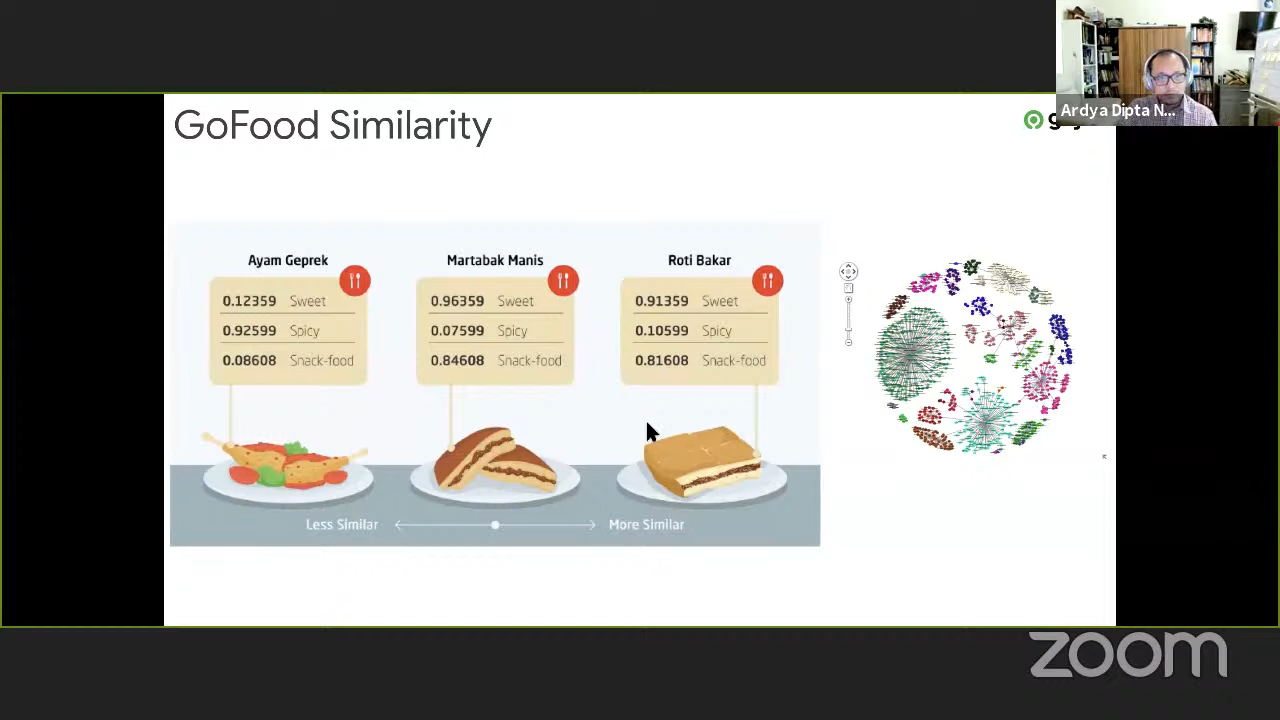 Ardya Dipta N...
GoFood Similarity
Ayam Geprek
0.12359 Sweet
0.92599 Spicy
0.08608 Snack-food
Martabak Manis
0.96359 Sweet
0.07599 Spicy
0.84608 Snack-food
Roti Bakar
0.91359 Sweet
0.10599 Spicy
0.81608 Snack-food
Less Similar
More Similar
zoom